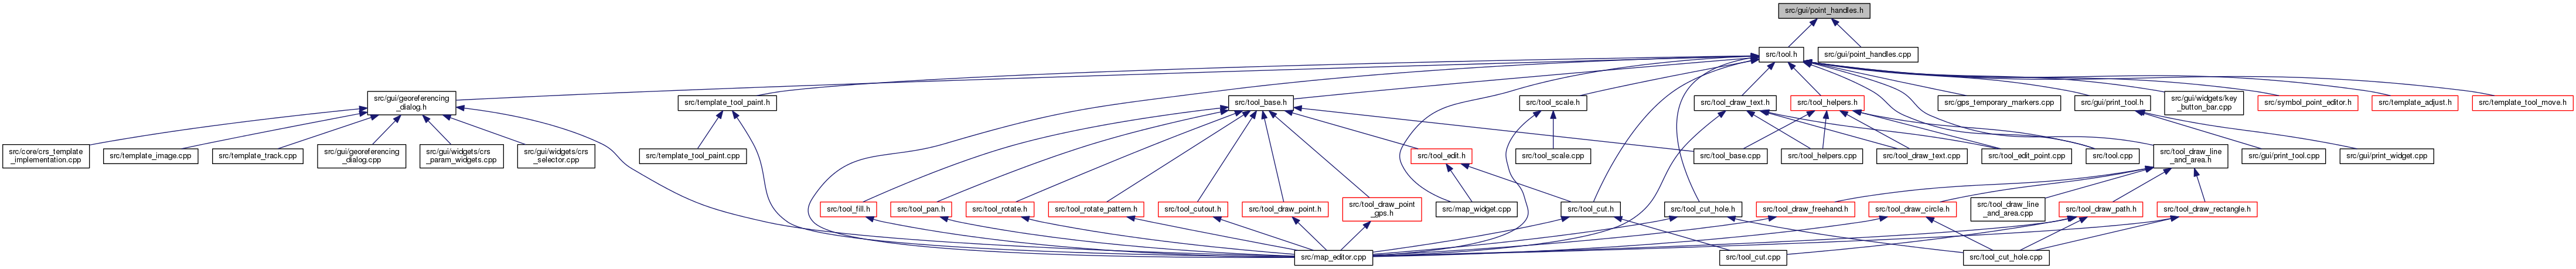 src/gui/point_handles.h
src/tool.h
src/gui/point_handles.cpp
src/gui/georeferencing
_dialog.h
src/template_tool_paint.h
src/tool_base.h
src/tool_scale.h
src/tool_draw_text.h
src/tool_helpers.h
src/gps_temporary_markers.cpp
src/gui/print_tool.h
src/gui/widgets/key
_button_bar.cpp
src/symbol_point_editor.h
src/template_adjust.h
src/template_tool_move.h
src/core/crs_template
_implementation.cpp
src/template_image.cpp
src/template_track.cpp
src/gui/georeferencing
_dialog.cpp
src/gui/widgets/crs
_param_widgets.cpp
src/gui/widgets/crs
_selector.cpp
src/template_tool_paint.cpp
src/tool_edit.h
src/tool_scale.cpp
src/tool_base.cpp
src/tool_helpers.cpp
src/tool_draw_text.cpp
src/tool_edit_point.cpp
src/tool.cpp
src/tool_draw_line
_and_area.h
src/gui/print_tool.cpp
src/gui/print_widget.cpp
src/tool_fill.h
src/tool_pan.h
src/tool_rotate.h
src/tool_rotate_pattern.h
src/tool_cutout.h
src/tool_draw_point.h
src/tool_draw_point
_gps.h
src/map_widget.cpp
src/tool_cut.h
src/tool_cut_hole.h
src/tool_draw_freehand.h
src/tool_draw_circle.h
src/tool_draw_line
_and_area.cpp
src/tool_draw_path.h
src/tool_draw_rectangle.h
src/map_editor.cpp
src/tool_cut.cpp
src/tool_cut_hole.cpp